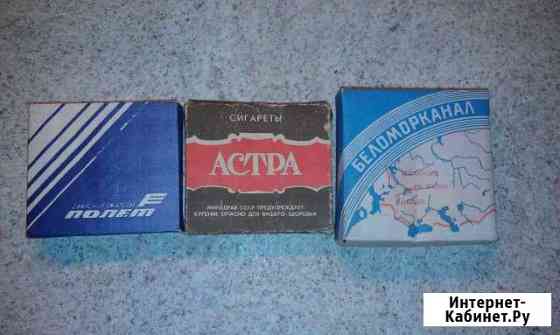 ПОЛЕТ
СИГАРЕТЫ
АСТРА
МИНЗДРАВ СССР ПРЕДУПРЕЖДАЕТ:
КУРЕНИЕ ОПАСНО ДЛЯ ВАШЕГО ЗДОРОВЬЯ
БЕЛОМОРКАНАЛ
Интернет-
Кабинет.Ру